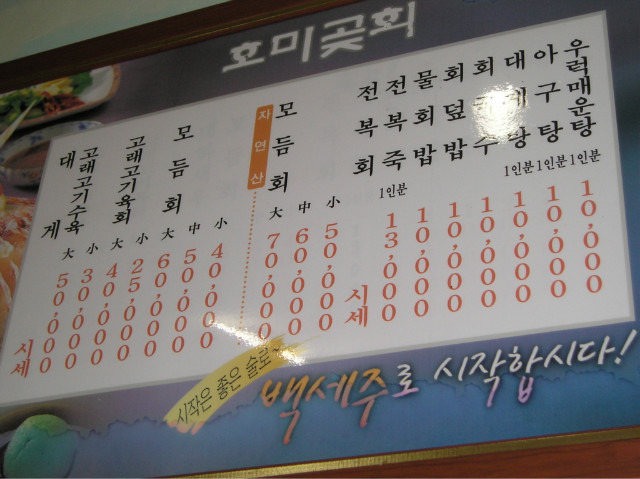 호미곶회
대게 시세
고래고기수육 大 50,000 小 30,000
고래고기육회 大 40,000 小 25,000
모듬회 大 60,000 中 50,000 小 40,000
자연산
모듬회 大 70,000 中 60,000 小 50,000
전복회 시세
전복죽 1인분 13,000
물회밥 10,000
회덮밥 10,000
회국수 10,000
대게탕 1인분 10,000
아구탕 1인분 10,000
우럭매운탕 1인분 10,000
시작은 좋은 술로
백세주로 시작합시다!